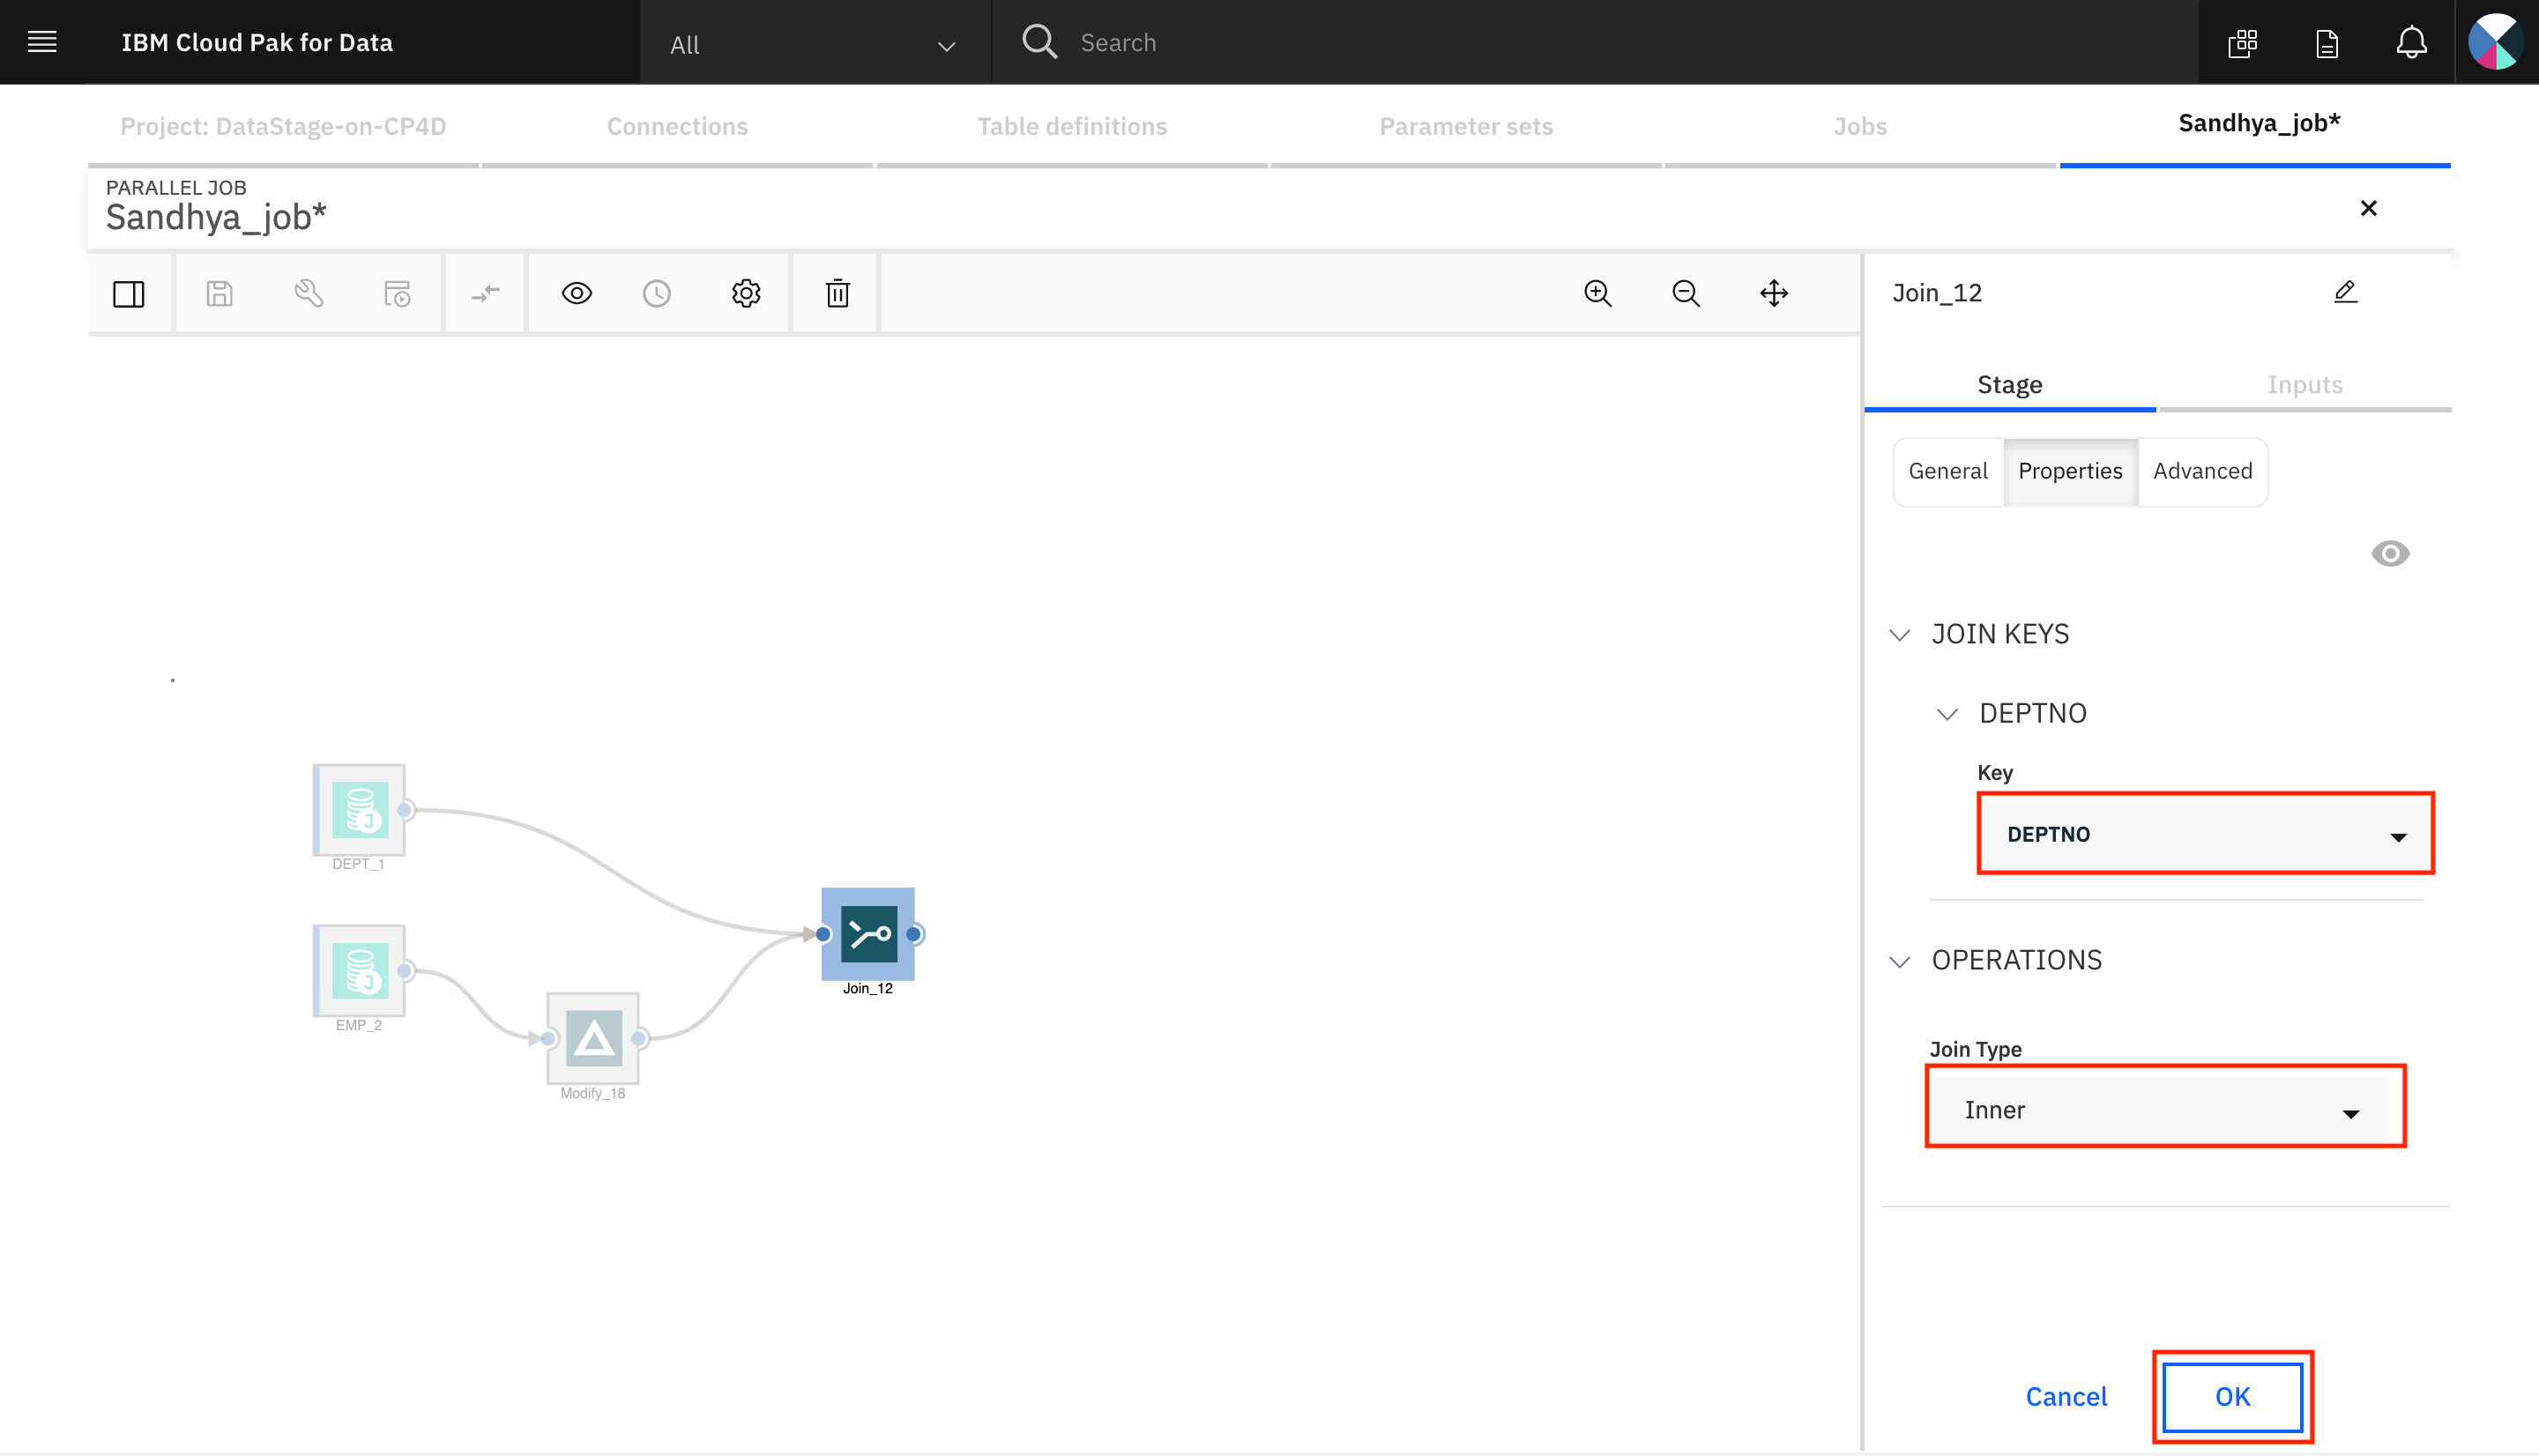 IBM Cloud Pak for Data
All
Search
Project: DataStage-on-CP4D
Connections
Table definitions
Parameter sets
Jobs
Sandhya_job*
PARALLEL JOB
Sandhya_job*
Join_12
Stage
Inputs
General
Properties
Advanced
JOIN KEYS
DEPTNO
Key
DEPTNO
OPERATIONS
Join Type
Inner
Cancel
OK
DEPT_1
EMP_2
Modify_18
Join_12